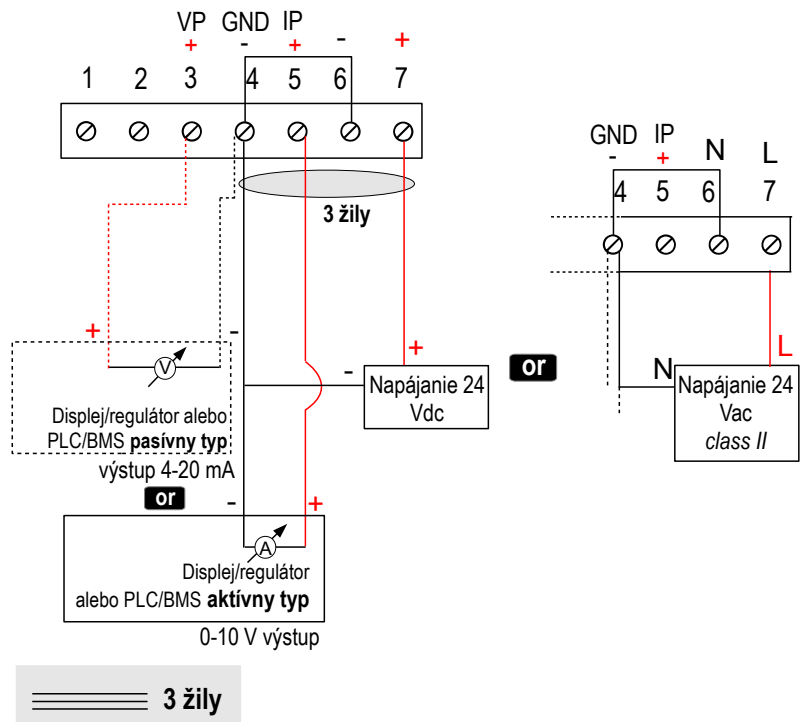 VP GND IP
+ - + - +
1 2 3 4 5 6 7
3 žily
+
-
V
Displej/regulátor alebo
PLC/BMS pasívny typ
výstup 4-20 mA
- +
Napájanie 24
Vdc
or
- +
A
Displej/regulátor
alebo PLC/BMS aktívny typ
0-10 V výstup
3 žily
or
GND IP N L
- +
4 5 6 7
N L
Napájanie 24
Vac
class II